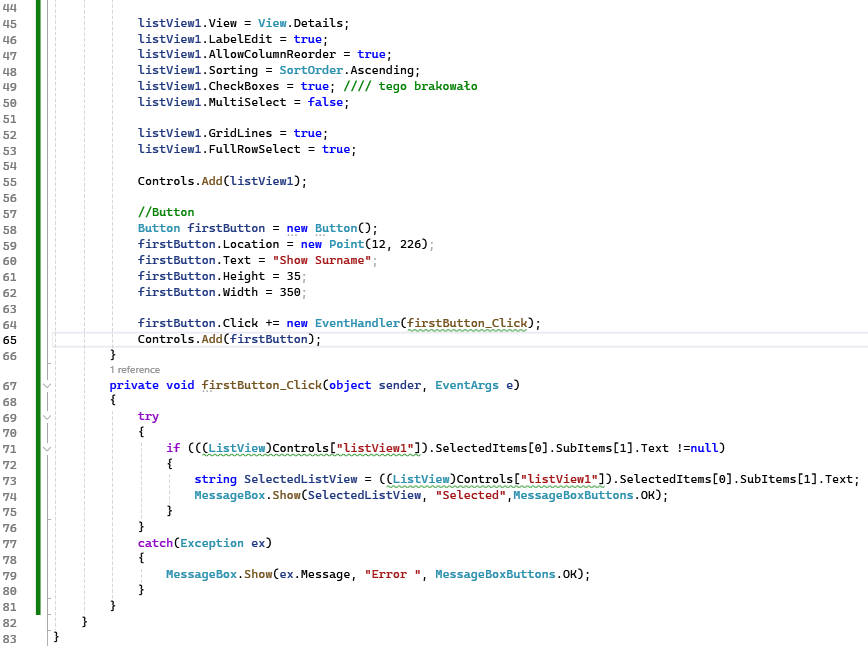 44
45 listView1.View = View.Details;
46 listView1.LabelEdit = true;
47 listView1.AllowColumnReorder = true;
48 listView1.Sorting = SortOrder.Ascending;
49 listView1.CheckBoxes = true; //// tego brakowało
50 listView1.MultiSelect = false;
51
52 listView1.GridLines = true;
53 listView1.FullRowSelect = true;
54
55 Controls.Add(listView1);
56
57 //Button
58 Button firstButton = new Button();
59 firstButton.Location = new Point(12, 226);
60 firstButton.Text = "Show Surname";
61 firstButton.Height = 35;
62 firstButton.Width = 350;
63
64 firstButton.Click += new EventHandler(firstButton_Click);
65 Controls.Add(firstButton);
66 }
1 reference
67 private void firstButton_Click(object sender, EventArgs e)
68 {
69 try
70 {
71 if (((ListView)Controls["listView1"]).SelectedItems[0].SubItems[1].Text !=null)
72 {
73 string SelectedListView = ((ListView)Controls["listView1"]).SelectedItems[0].SubItems[1].Text;
74 MessageBox.Show(SelectedListView, "Selected",MessageBoxButtons.OK);
75 }
76 }
77 catch(Exception ex)
78 {
79 MessageBox.Show(ex.Message, "Error ", MessageBoxButtons.OK);
80 }
81 }
82 }
83 }